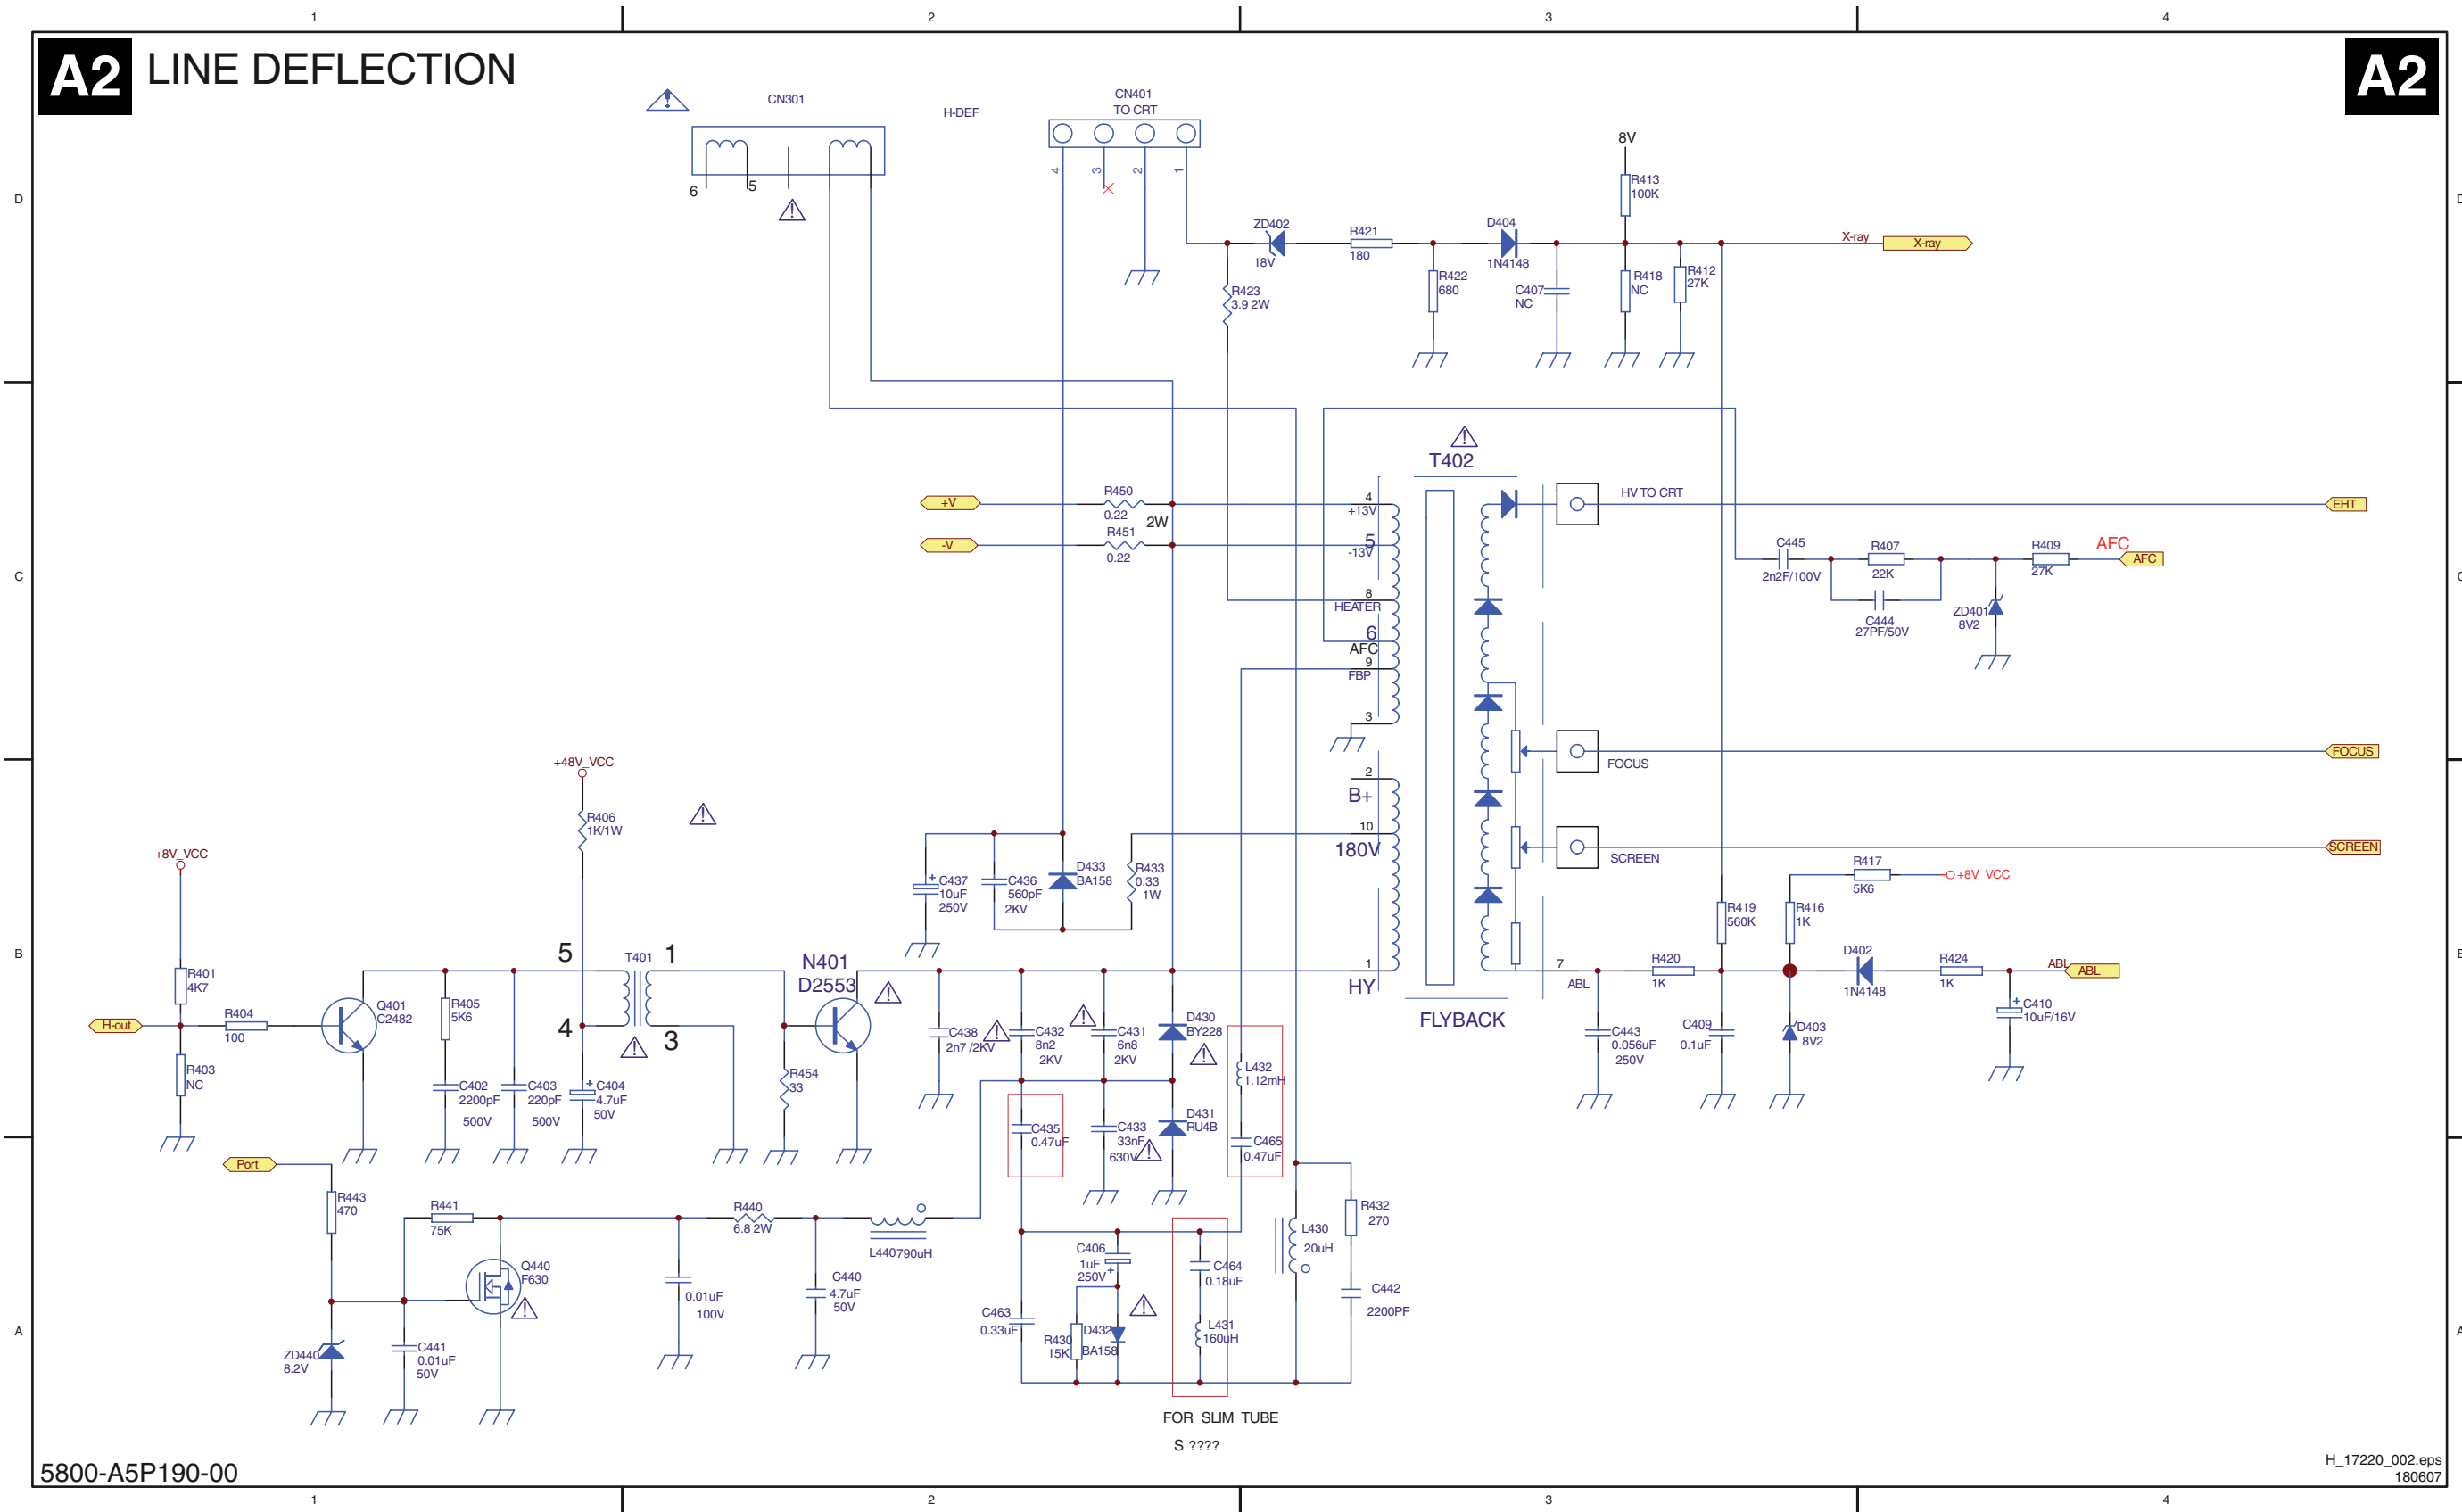 1
2
3
4
A2
LINE DEFLECTION
A2
CN301
H-DEF
CN401
TO CRT
4
3
2
1
6
5
8V
R413
100K
ZD402
18V
R421
180
D404
1N4148
X-ray
X-ray
D
D
R423
3.9 2W
R422
680
C407
NC
R418
NC
R412
27K
T402
+V
R450
0.22
2W
-V
R451
0.22
4
+13V
5
-13V
8
HEATER
6
AFC
9
FBP
3
HV TO CRT
EHT
C445
2n2F/100V
R407
22K
C444
27PF/50V
R409
27K
AFC
AFC
ZD401
8V2
C
C
FOCUS
FOCUS
2
B+
10
180V
SCREEN
SCREEN
+48V_VCC
R406
1K/1W
+8V_VCC
R401
4K7
H-out
R404
100
R403
NC
Q401
C2482
R405
5K6
C402
2200pF
500V
C403
220pF
500V
C404
4.7uF
50V
5
4
T401
1
3
N401
D2553
R454
33
C437
10uF
250V
C436
560pF
2KV
D433
BA158
R433
0.33
1W
1
HY
FLYBACK
C438
2n7 /2KV
C432
8n2
2KV
C431
6n8
2KV
D430
BY228
L432
1.12mH
C435
0.47uF
C433
33nF
630V
D431
RU4B
C465
0.47uF
7
ABL
R420
1K
R419
560K
R416
1K
R417
5K6
+8V_VCC
D402
1N4148
R424
1K
ABL
ABL
C410
10uF/16V
C443
0.056uF
250V
C409
0.1uF
D403
8V2
B
B
Port
R443
470
R441
75K
Q440
F630
ZD440
8.2V
C441
0.01uF
50V
0.01uF
100V
R440
6.8 2W
C440
4.7uF
50V
L440790uH
C406
1uF
250V
C463
0.33uF
R430
15K
D432
BA158
C464
0.18uF
L431
160uH
L430
20uH
R432
270
C442
2200PF
A
A
FOR SLIM TUBE
S ????
5800-A5P190-00
H_17220_002.eps
180607
1
2
3
4